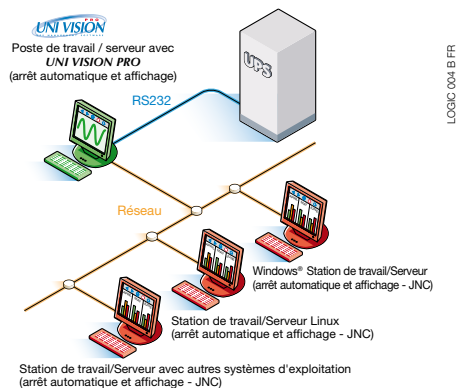 UNI VISION
PRO
Poste de travail / serveur avec
UNI VISION PRO
(arrêt automatique et affichage)
UPS
RS232
LOGIC 004 B FR
Réseau
Windows® Station de travail/Serveur
(arrêt automatique et affichage - JNC)
Station de travail/Serveur Linux
(arrêt automatique et affichage - JNC)
Station de travail/Serveur avec autres systèmes d'exploitation
(arrêt automatique et affichage - JNC)